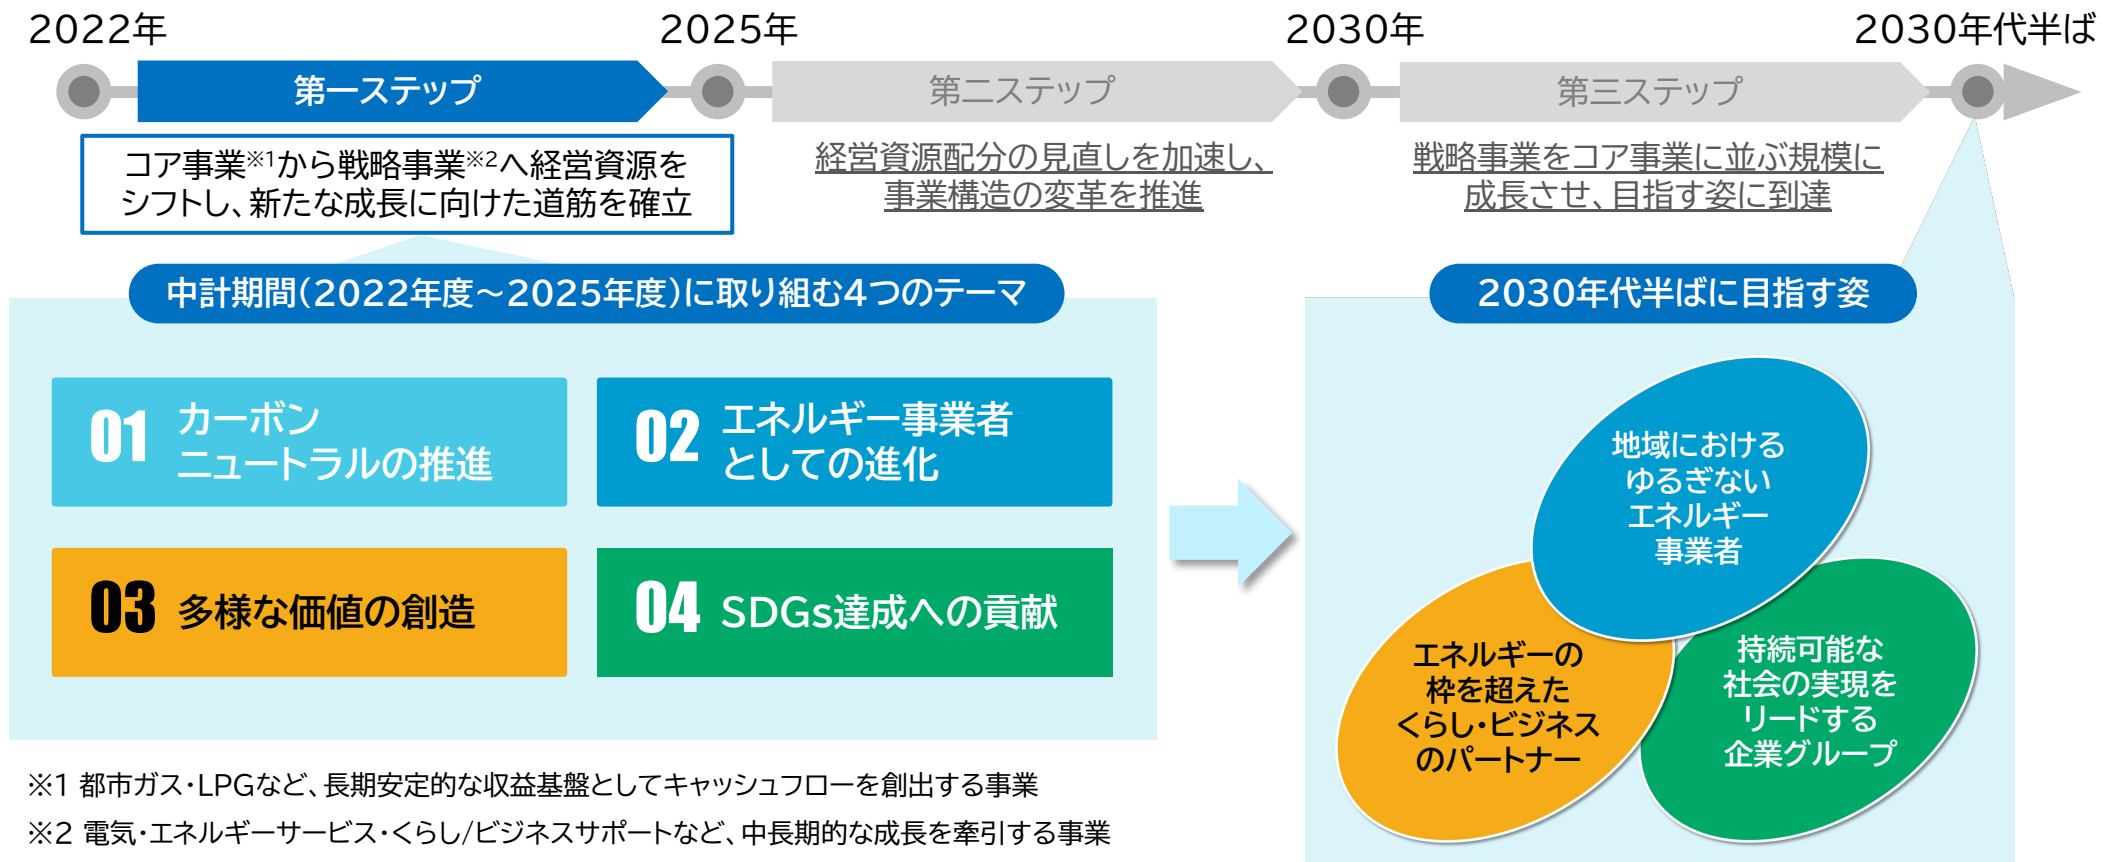 2022年
2025年
2030年
2030年代半ば
第一ステップ
第二ステップ
第三ステップ
コア事業※1から戦略事業※2へ経営資源を
シフトし、新たな成長に向けた道筋を確立
経営資源配分の見直しを加速し、
事業構造の変革を推進
戦略事業をコア事業に並ぶ規模に
成長させ、目指す姿に到達
中計期間(2022年度～2025年度)に取り組む4つのテーマ
01
カーボン
ニュートラルの推進
02
エネルギー事業者
としての進化
03 多様な価値の創造
04 SDGs達成への貢献
2030年代半ばに目指す姿
地域における
ゆるぎない
エネルギー
事業者
エネルギーの
枠を超えた
くらし・ビジネス
のパートナー
持続可能な
社会の実現を
リードする
企業グループ
※1 都市ガス・LPGなど、長期安定的な収益基盤としてキャッシュフローを創出する事業
※2 電気・エネルギーサービス・くらし/ビジネスサポートなど、中長期的な成長を牽引する事業